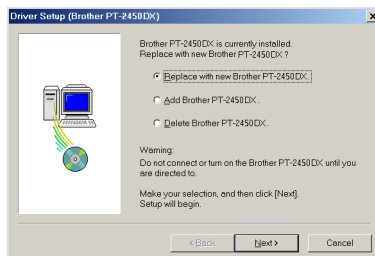 Driver Setup (Brother PT-2450DX)
Brother PT-2450DX is currently installed.
Replace with new Brother PT-2450DX ?
Replace with new Brother PT-2450DX.
Add Brother PT-2450DX.
Delete Brother PT-2450DX.
Warning:
Do not connect or turn on the Brother PT-2450DX until you
are directed to.
Make your selection, and then click [Next].
Setup will begin.
< Back
Next >
Cancel